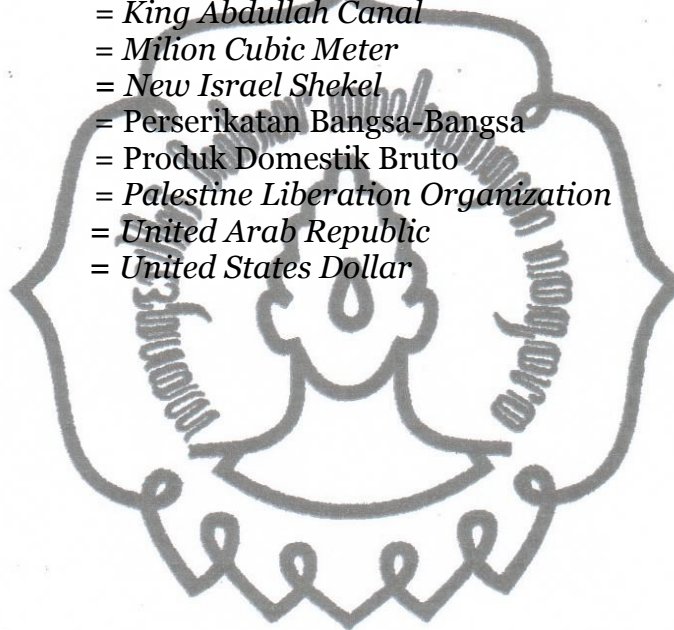 = King Abdullah Canal
= Milion Cubic Meter
= New Israel Shekel
= Perserikatan Bangsa-Bangsa
= Produk Domestik Bruto
= Palestine Liberation Organization
= United Arab Republic
= United States Dollar